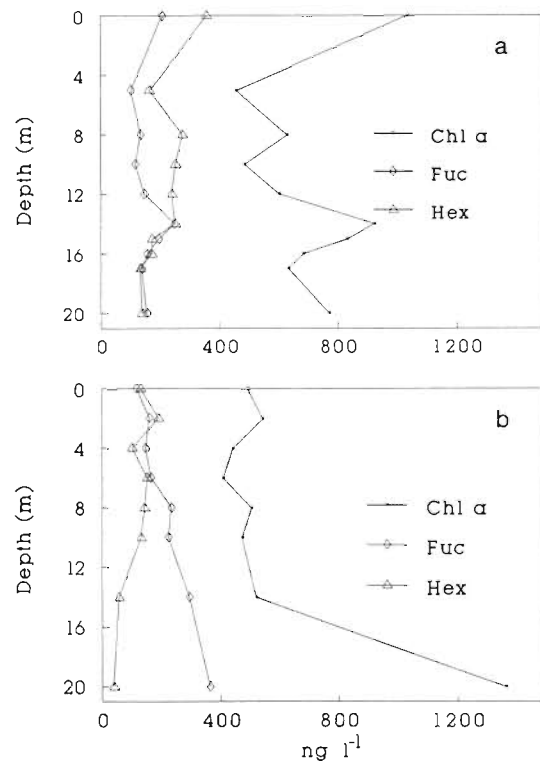 0
a
4
8
12
16
20
Depth (m)
Chl α
Fuc
Hex
0
400
800
1200
0
b
4
8
12
16
20
Depth (m)
Chl α
Fuc
Hex
0
400
800
1200
ng l⁻¹